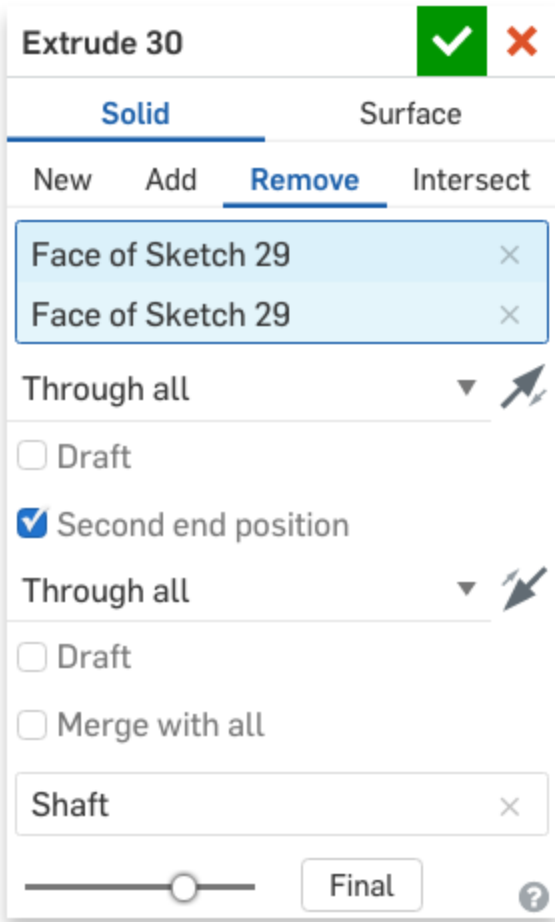 Extrude 30
Solid Surface
New Add Remove Intersect
Face of Sketch 29
Face of Sketch 29
Through all
Draft
Second end position
Through all
Draft
Merge with all
Shaft
Final
?